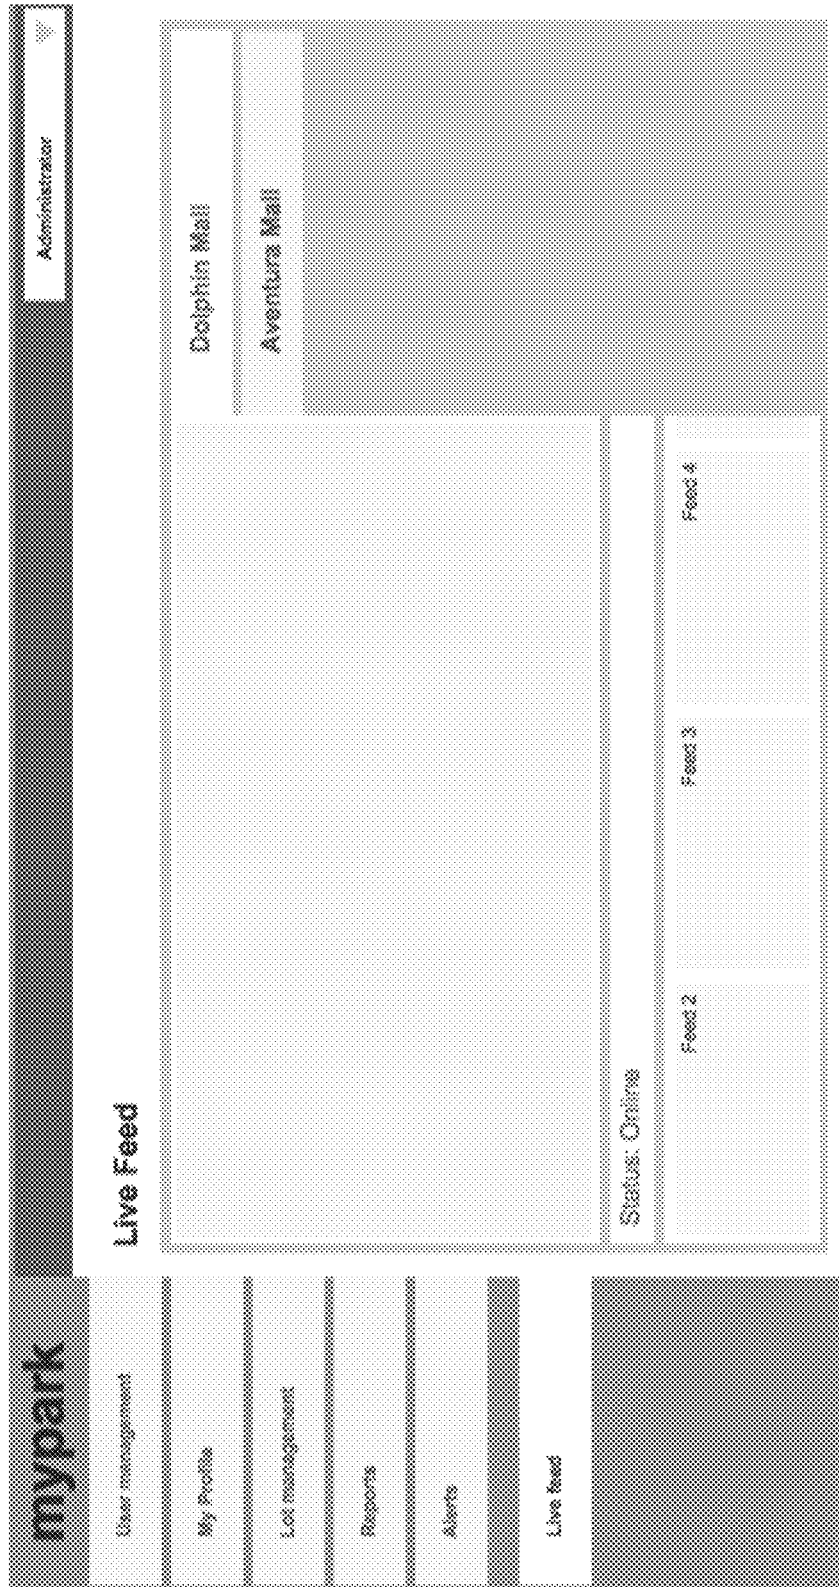 mypark
Administrator
User management
My Profile
Lot management
Reports
Alerts
Live feed
Live Feed
Dolphin Mall
Aventura Mall
Status: Online
Feed 2
Feed 3
Feed 4